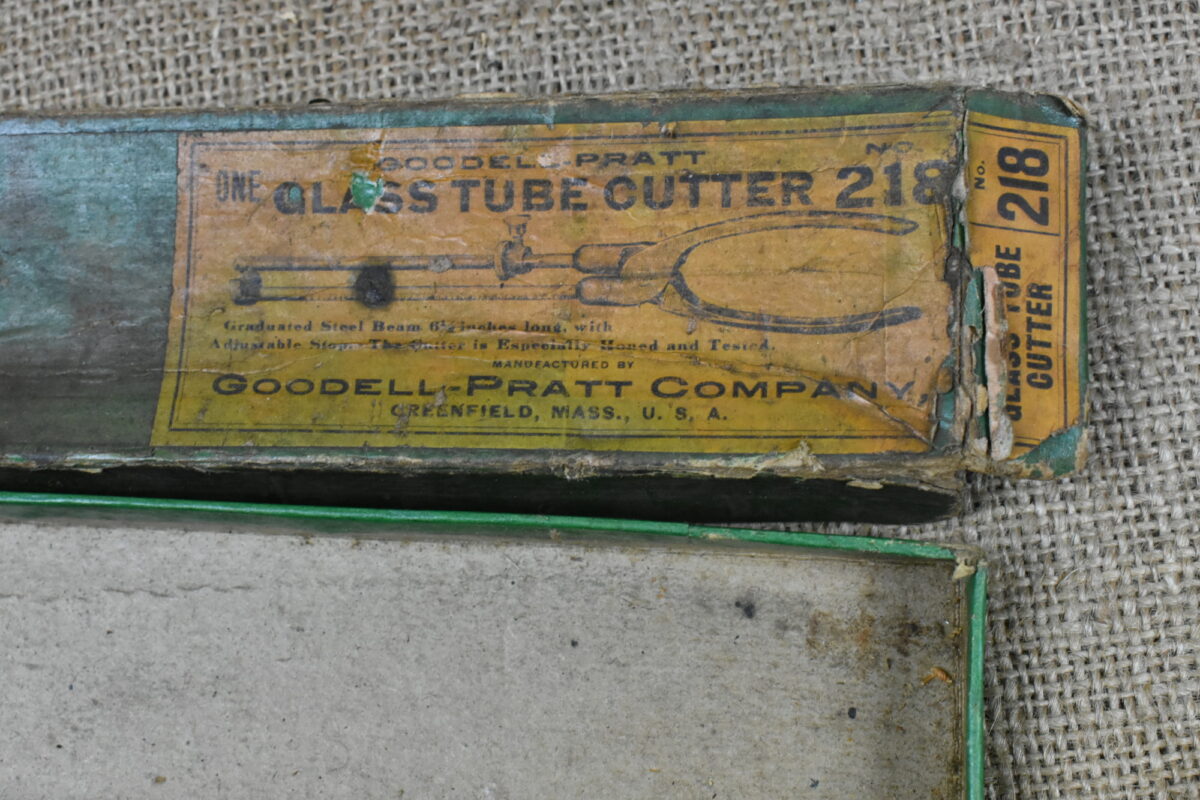 GOODELL-PRATT
ONE GLASS TUBE CUTTER NO. 218
Graduated Steel Beam 6½ inches long, with
Adjustable Stops. The Cutter is Especially Honed and Tested.
MANUFACTURED BY
GOODELL-PRATT COMPANY,
GREENFIELD, MASS., U. S. A.
No. 218
GLASS TUBE
CUTTER